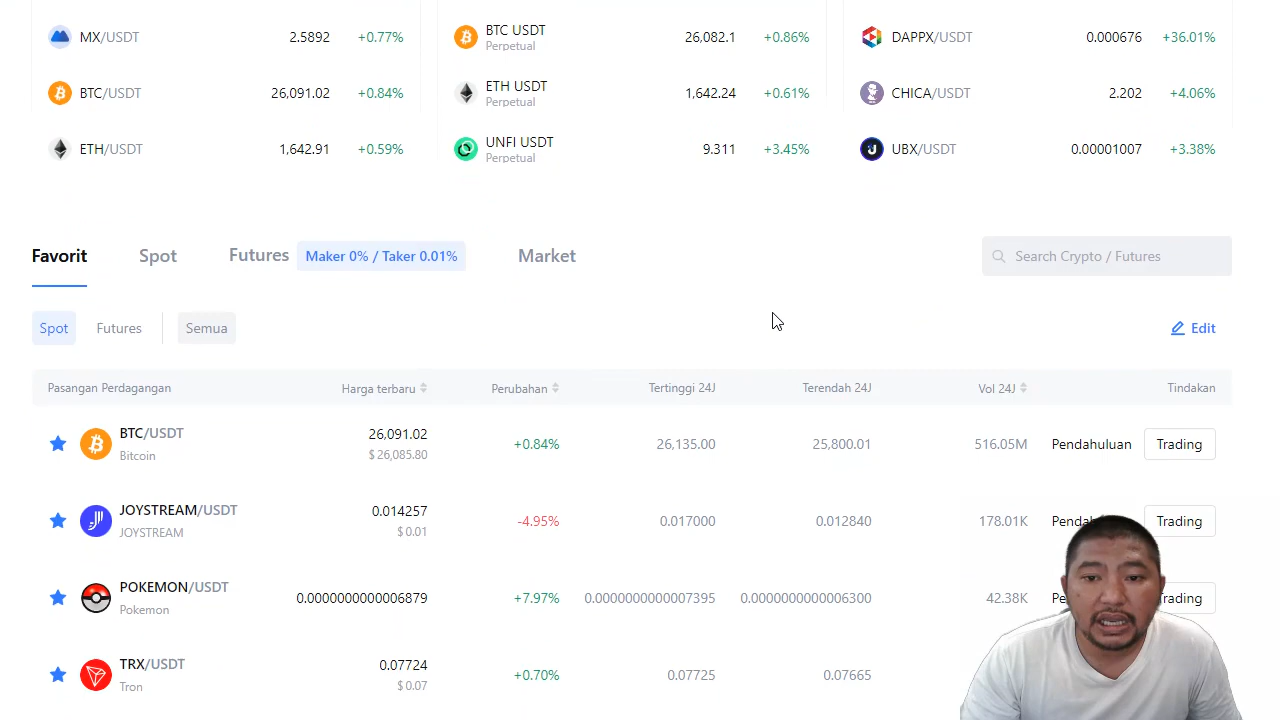 MX/USDT 2.5892 +0.77%
BTC/USDT 26,091.02 +0.84%
ETH/USDT 1,642.91 +0.59%
BTC USDT 26,082.1 +0.86%
Perpetual
ETH USDT 1,642.24 +0.61%
Perpetual
UNFI USDT 9.311 +3.45%
Perpetual
DAPPX/USDT 0.000676 +36.01%
CHICA/USDT 2.202 +4.06%
UBX/USDT 0.00001007 +3.38%
Favorit Spot Futures Maker 0% / Taker 0.01% Market Search Crypto / Futures
Spot Futures Semua Edit
Pasangan Perdagangan Harga terbaru Perubahan Tertinggi 24J Terendah 24J Vol 24J Tindakan
BTC/USDT 26,091.02 +0.84% 26,135.00 25,800.01 516.05M Pendahuluan Trading
Bitcoin $ 26,085.80
JOYSTREAM/USDT 0.014257 -4.95% 0.017000 0.012840 178.01K Trading
JOYSTREAM $ 0.01
POKEMON/USDT 0.0000000000006879 +7.97% 0.0000000000007395 0.0000000000006300 42.38K
Pokemon
TRX/USDT 0.07724 +0.70% 0.07725 0.07665
Tron $ 0.07